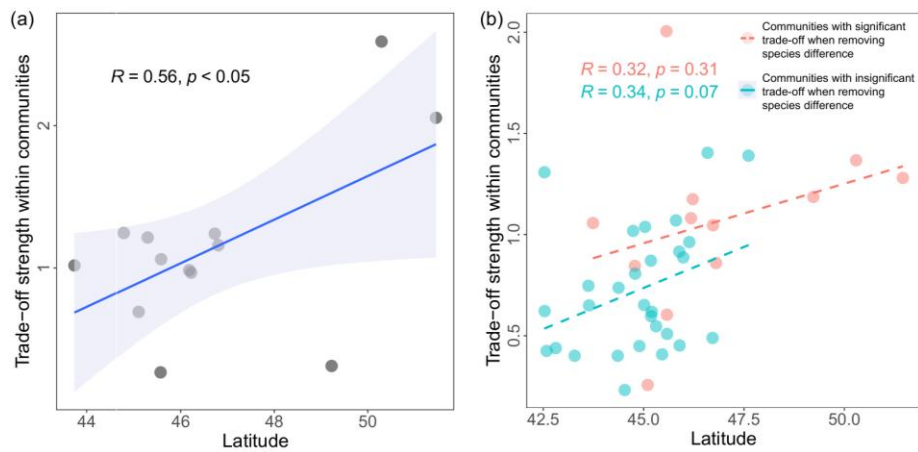 (a)
R = 0.56, p < 0.05
Trade-off strength within communities
2
1
44
46
48
50
Latitude
(b)
Communities with significant
trade-off when removing
species difference
Communities with insignificant
trade-off when removing
species difference
R = 0.32, p = 0.31
R = 0.34, p = 0.07
Trade-off strength within communities
2.0
1.5
1.0
0.5
42.5
45.0
47.5
50.0
Latitude